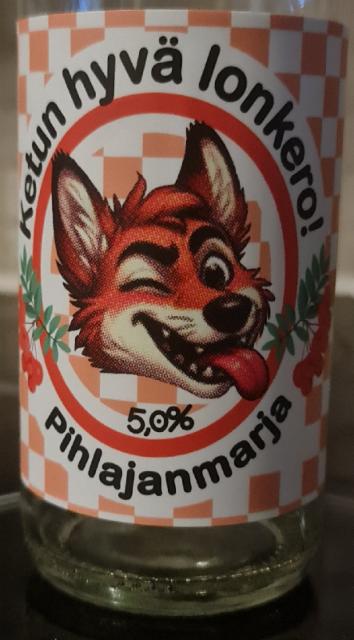 Ketun hyvä lonkero!
5,0%
Pihlajanmarja